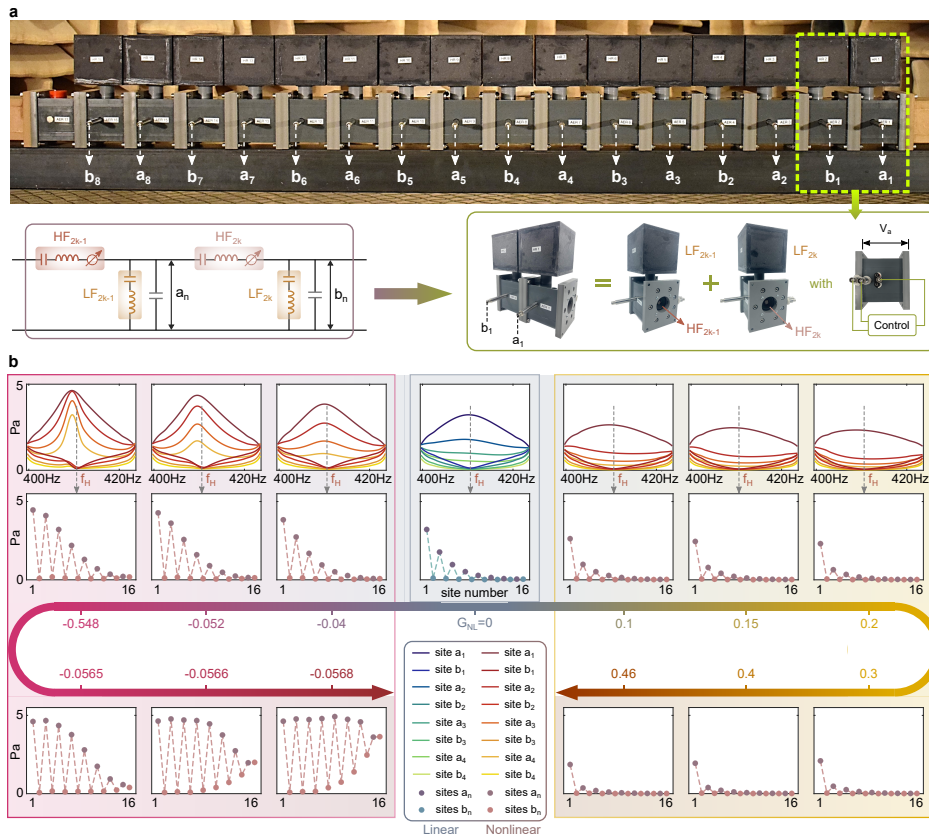 a
b8 a8 b7 a7 b6 a6 b5 a5 b4 a4 b3 a3 b2 a2 b1 a1
HF2k-1 HF2k
LF2k-1 an LF2k bn
b1
a1
=
LF2k-1
HF2k-1
+
LF2k
HF2k
with
Va
Control
b
5
Pa
0
400Hz fH 420Hz
400Hz fH 420Hz
400Hz fH 420Hz
400Hz fH 420Hz
400Hz fH 420Hz
400Hz fH 420Hz
400Hz fH 420Hz
5
Pa
0
1 16
1 16
1 16
1 site number 16
1 16
1 16
1 16
-0.548 -0.052 -0.04 GNL=0 0.1 0.15 0.2
-0.0565 -0.0566 -0.0568 0.46 0.4 0.3
5
Pa
0
1 16
1 16
1 16
1 16
1 16
1 16
site a1 site a1
site b1 site b1
site a2 site a2
site b2 site b2
site a3 site a3
site b3 site b3
site a4 site a4
site b4 site b4
sites an sites an
sites bn sites bn
Linear Nonlinear